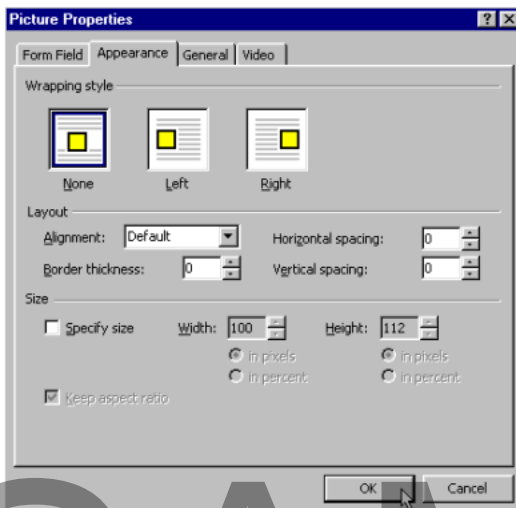 Picture Properties
Form Field Appearance General Video
Wrapping style
None Left Right
Layout
Alignment: Default Horizontal spacing: 0
Border thickness: 0 Vertical spacing: 0
Size
Specify size Width: 100 Height: 112
in pixels in pixels
in percent in percent
Keep aspect ratio
OK Cancel